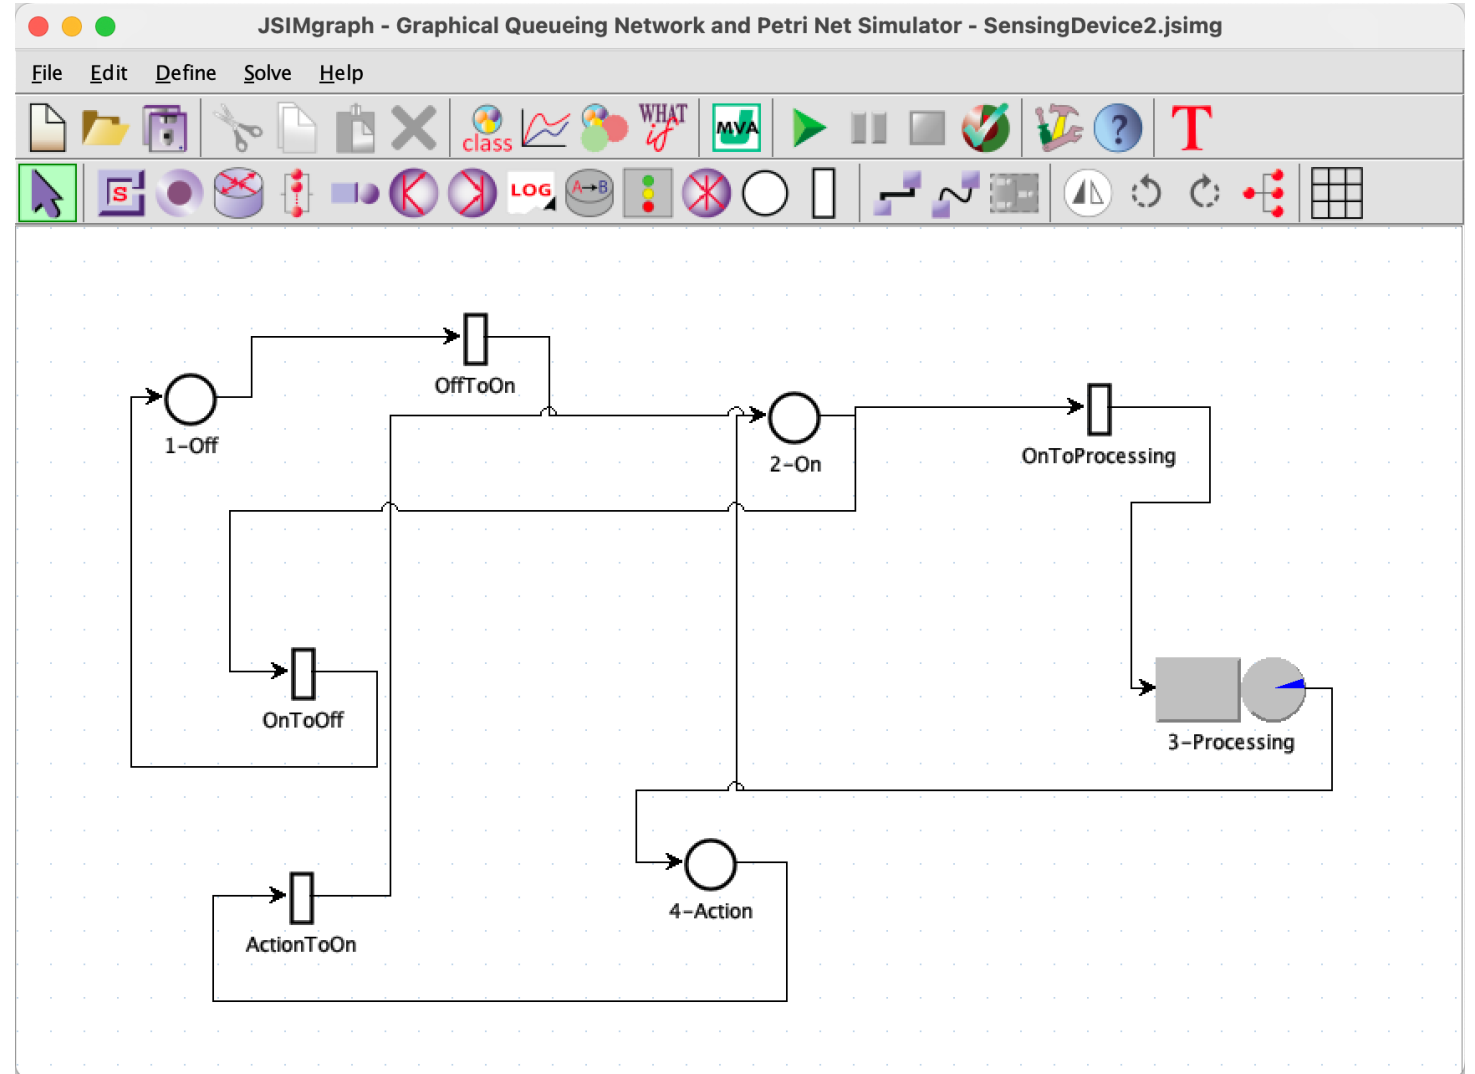 JSIMgraph - Graphical Queueing Network and Petri Net Simulator - SensingDevice2.jsimg
File Edit Define Solve Help
class
WHAT if
MVA
?
T
S
LOG
A→B
OffToOn
1-Off
2-On
OnToProcessing
OnToOff
3-Processing
4-Action
ActionToOn